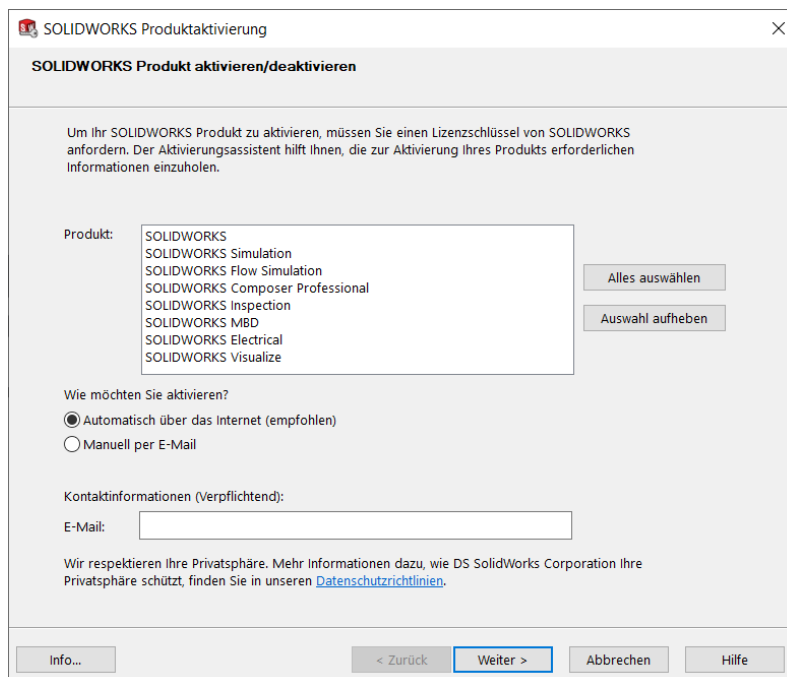 SOLIDWORKS Produktaktivierung
SOLIDWORKS Produkt aktivieren/deaktivieren
Um Ihr SOLIDWORKS Produkt zu aktivieren, müssen Sie einen Lizenzschlüssel von SOLIDWORKS
anfordern. Der Aktivierungsassistent hilft Ihnen, die zur Aktivierung Ihres Produkts erforderlichen
Informationen einzuholen.
Produkt:
SOLIDWORKS
SOLIDWORKS Simulation
SOLIDWORKS Flow Simulation
SOLIDWORKS Composer Professional
SOLIDWORKS Inspection
SOLIDWORKS MBD
SOLIDWORKS Electrical
SOLIDWORKS Visualize
Alles auswählen
Auswahl aufheben
Wie möchten Sie aktivieren?
Automatisch über das Internet (empfohlen)
Manuell per E-Mail
Kontaktinformationen (Verpflichtend):
E-Mail:
Wir respektieren Ihre Privatsphäre. Mehr Informationen dazu, wie DS SolidWorks Corporation Ihre
Privatsphäre schützt, finden Sie in unseren Datenschutzrichtlinien.
Info...
< Zurück
Weiter >
Abbrechen
Hilfe